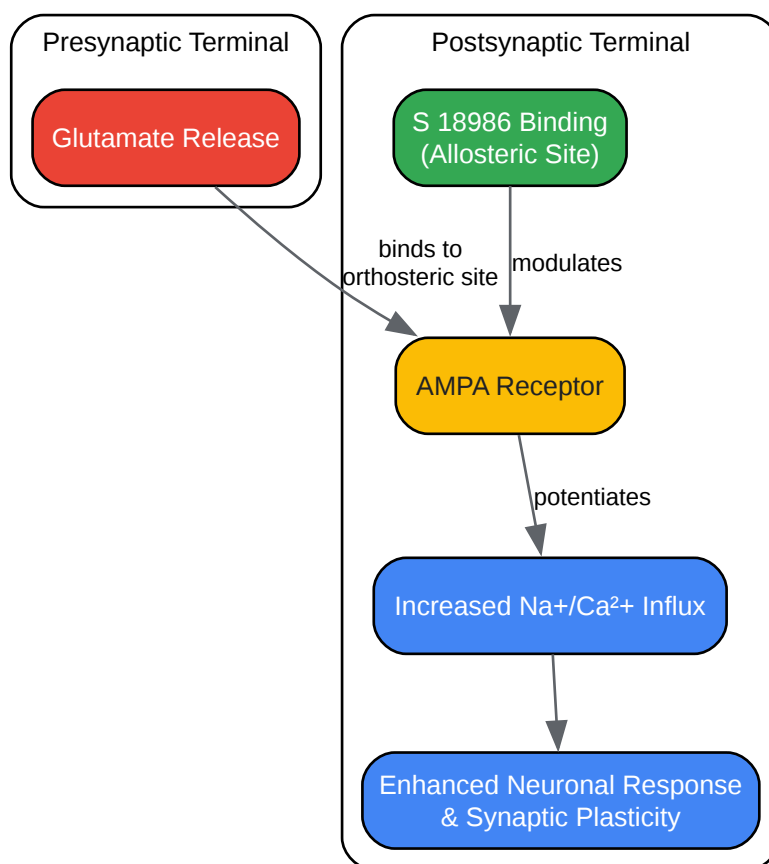 Presynaptic Terminal
Postsynaptic Terminal
Glutamate Release
S 18986 Binding
(Allosteric Site)
binds to
orthosteric site
modulates
AMPA Receptor
potentiates
Increased Na+/Ca²+ Influx
Enhanced Neuronal Response
& Synaptic Plasticity